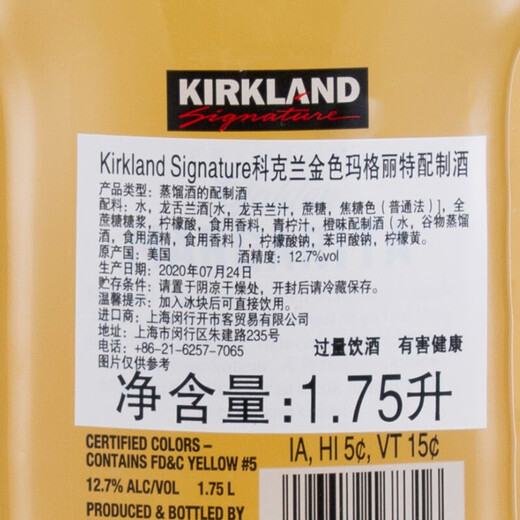 KIRKLAND
Signature
Kirkland Signature科克兰金色玛格丽特配制酒
产品类型：蒸馏酒的配制酒
配料：水，龙舌兰酒[水，龙舌兰汁，蔗糖，焦糖色（普通法）]，全
蔗糖糖浆，柠檬酸，食用香料，青柠汁，橙味配制酒（水，谷物蒸馏
酒，食用酒精，食用香料），柠檬酸钠，苯甲酸钠，柠檬黄。
原产国：美国 酒精度：12.7%vol
生产日期：2020年07月24日
贮存条件：请置于阴凉干燥处，开封后请冷藏保存。
温馨提示：加入冰块后可直接饮用。
进口商：上海闵行开市客贸易有限公司
地址：上海市闵行区朱建路235号
电话：+86-21-6257-7065 过量饮酒 有害健康
图片仅供参考
净含量:1.75升
CERTIFIED COLORS –
CONTAINS FD&C YELLOW #5
IA, HI 5¢, VT 15¢
12.7% ALC/VOL 1.75 L
PRODUCED & BOTTLED BY